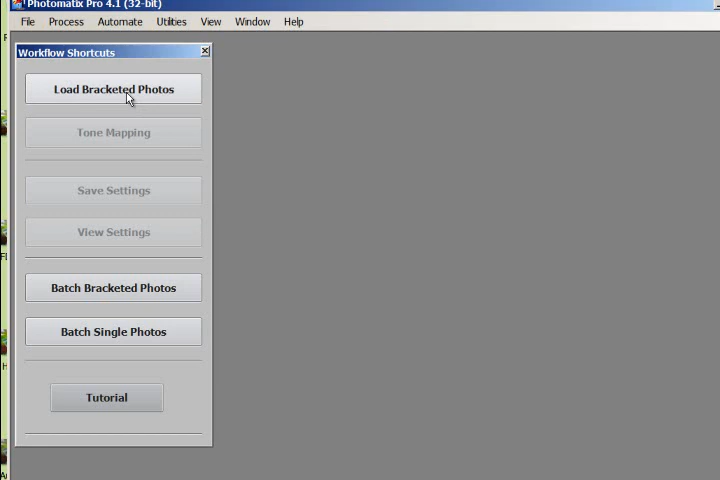 Photomatix Pro 4.1 (32-bit)
File Process Automate Utilities View Window Help
Workflow Shortcuts
Load Bracketed Photos
Tone Mapping
Save Settings
View Settings
Batch Bracketed Photos
Batch Single Photos
Tutorial